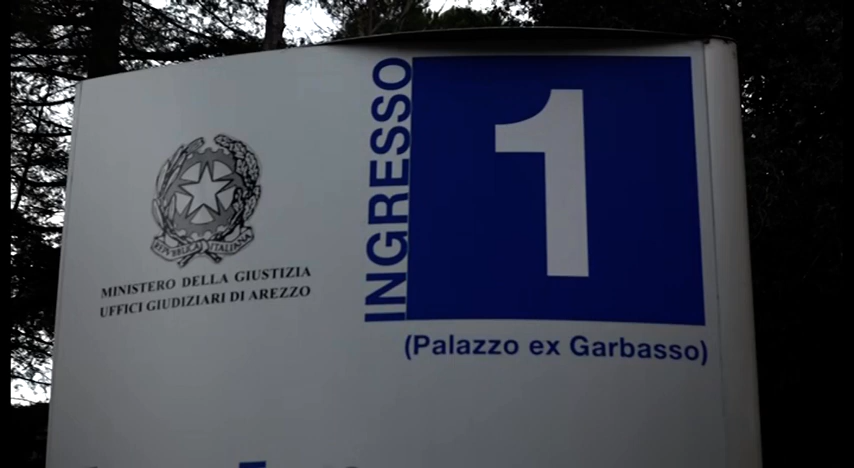 REPVBBLICA ITALIANA
MINISTERO DELLA GIUSTIZIA
UFFICI GIUDIZIARI DI AREZZO
INGRESSO
1
(Palazzo ex Garbasso)